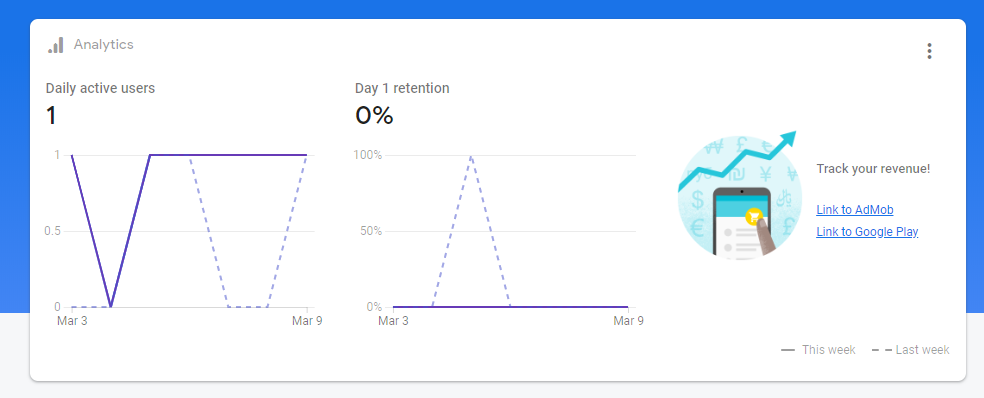 Analytics
Daily active users
1
1
0.5
0
Mar 3
Mar 9
Day 1 retention
0%
100%
50%
0%
Mar 3
Mar 9
Track your revenue!
Link to AdMob
Link to Google Play
This week
Last week